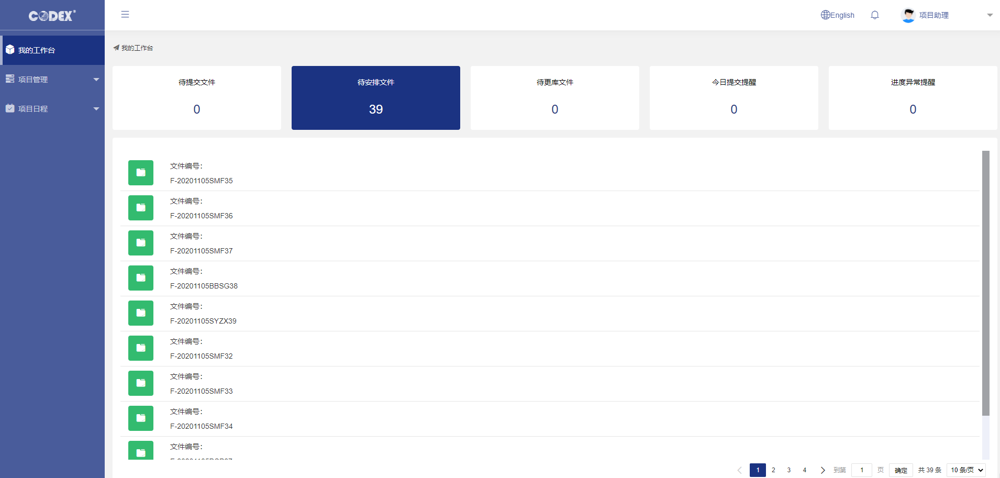 CODEX®
English
项目助理
我的工作台
项目管理
项目日程
我的工作台
待提交文件
0
待安排文件
39
待更库文件
0
今日提交提醒
0
进度异常提醒
0
文件编号：
F-20201105SMF35
文件编号：
F-20201105SMF36
文件编号：
F-20201105SMF37
文件编号：
F-20201105BBSG38
文件编号：
F-20201105SYZX39
文件编号：
F-20201105SMF32
文件编号：
F-20201105SMF33
文件编号：
F-20201105SMF34
文件编号：
1 2 3 4 到第 1 页 确定 共 39 条 10 条/页